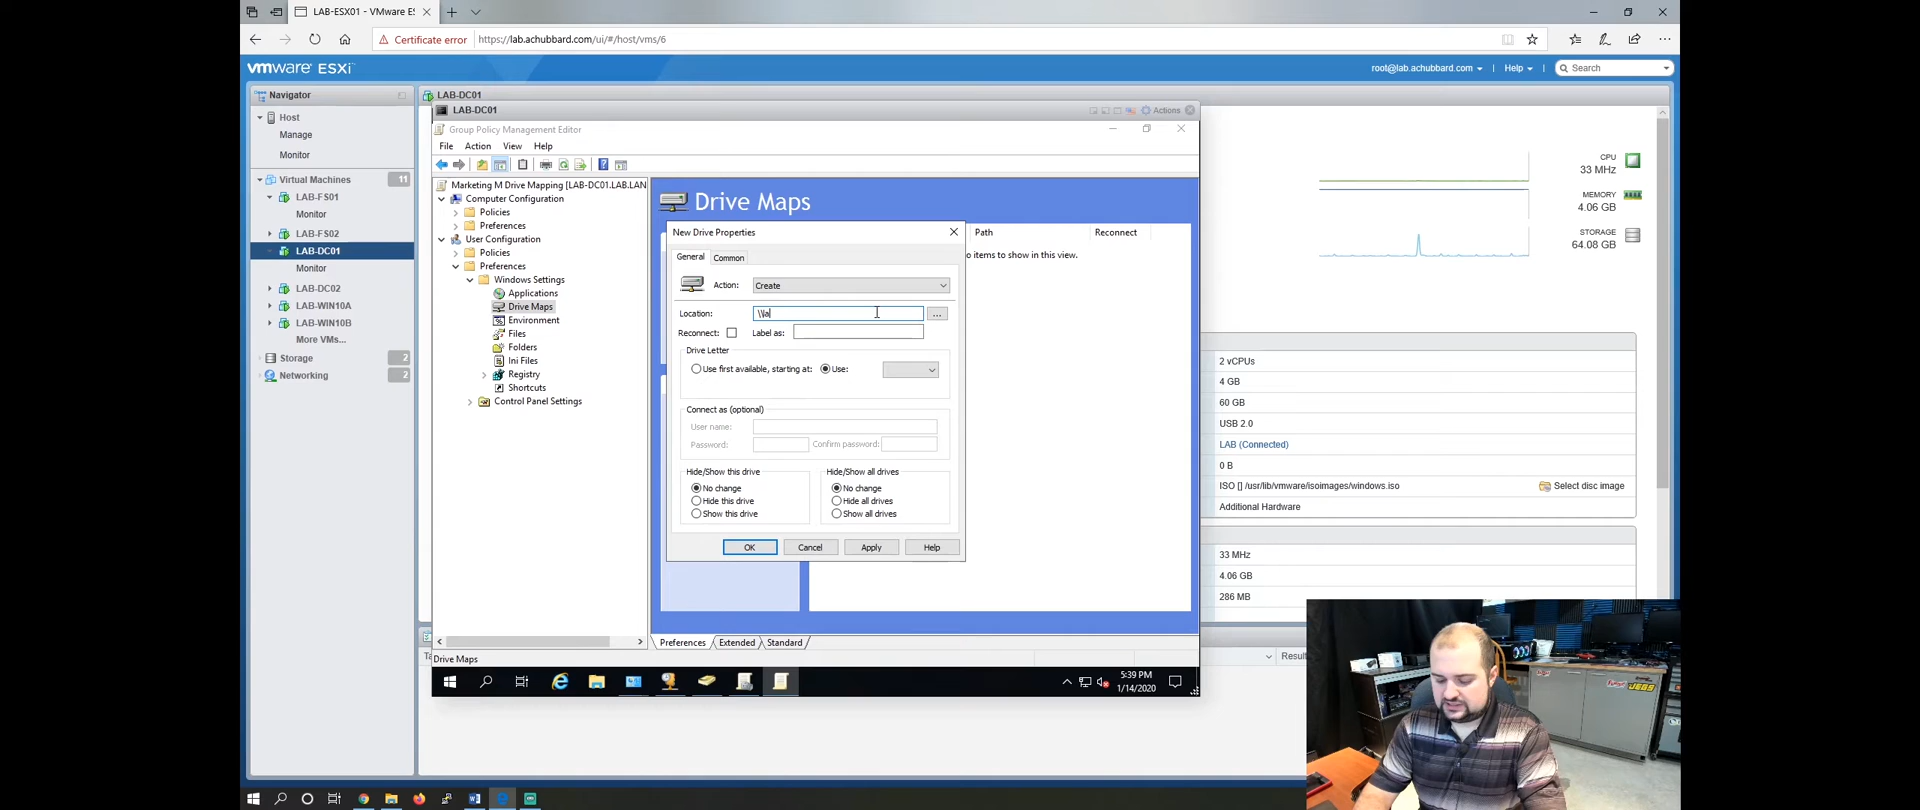 LAB-ESX01 - VMware ES
Certificate error https://lab.achubbard.com/ui/#/host/vms/6
vmware ESXi
root@lab.achubbard.com Help Search
Navigator
Host
Manage
Monitor
Virtual Machines 11
LAB-FS01
Monitor
LAB-FS02
LAB-DC01
Monitor
LAB-DC02
LAB-WIN10A
LAB-WIN10B
More VMs...
Storage 2
Networking 2
LAB-DC01
LAB-DC01 Actions
Group Policy Management Editor
File Action View Help
Marketing M Drive Mapping [LAB-DC01.LAB.LAN
Computer Configuration
Policies
Preferences
User Configuration
Policies
Preferences
Windows Settings
Applications
Drive Maps
Environment
Files
Folders
Ini Files
Registry
Shortcuts
Control Panel Settings
Drive Maps
Path Reconnect
o items to show in this view.
New Drive Properties
General Common
Action: Create
Location: \\la ...
Reconnect: Label as:
Drive Letter
Use first available, starting at: Use:
Connect as (optional)
User name:
Password: Confirm password:
Hide/Show this drive
No change
Hide this drive
Show this drive
Hide/Show all drives
No change
Hide all drives
Show all drives
OK Cancel Apply Help
Preferences Extended Standard
Drive Maps
5:39 PM
1/14/2020
CPU
33 MHz
MEMORY
4.06 GB
STORAGE
64.08 GB
2 vCPUs
4 GB
60 GB
USB 2.0
LAB (Connected)
0 B
ISO [] /usr/lib/vmware/isoimages/windows.iso Select disc image
Additional Hardware
33 MHz
4.06 GB
286 MB
Ta
Result